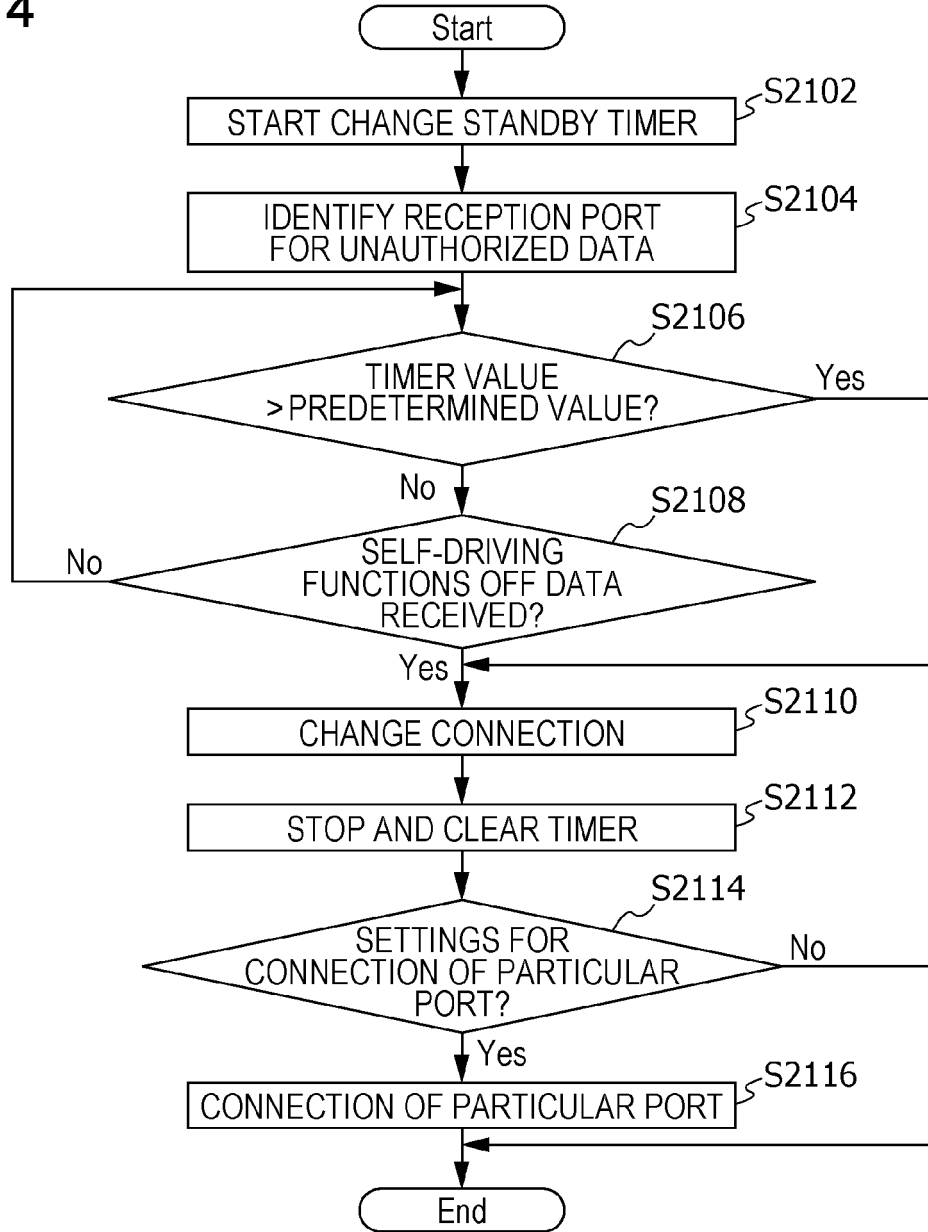 4
Start
S2102
START CHANGE STANDBY TIMER
S2104
IDENTIFY RECEPTION PORT
FOR UNAUTHORIZED DATA
S2106
TIMER VALUE
>PREDETERMINED VALUE?
Yes
No
S2108
No
SELF-DRIVING
FUNCTIONS OFF DATA
RECEIVED?
Yes
S2110
CHANGE CONNECTION
S2112
STOP AND CLEAR TIMER
S2114
SETTINGS FOR
CONNECTION OF PARTICULAR
PORT?
No
Yes
S2116
CONNECTION OF PARTICULAR PORT
End